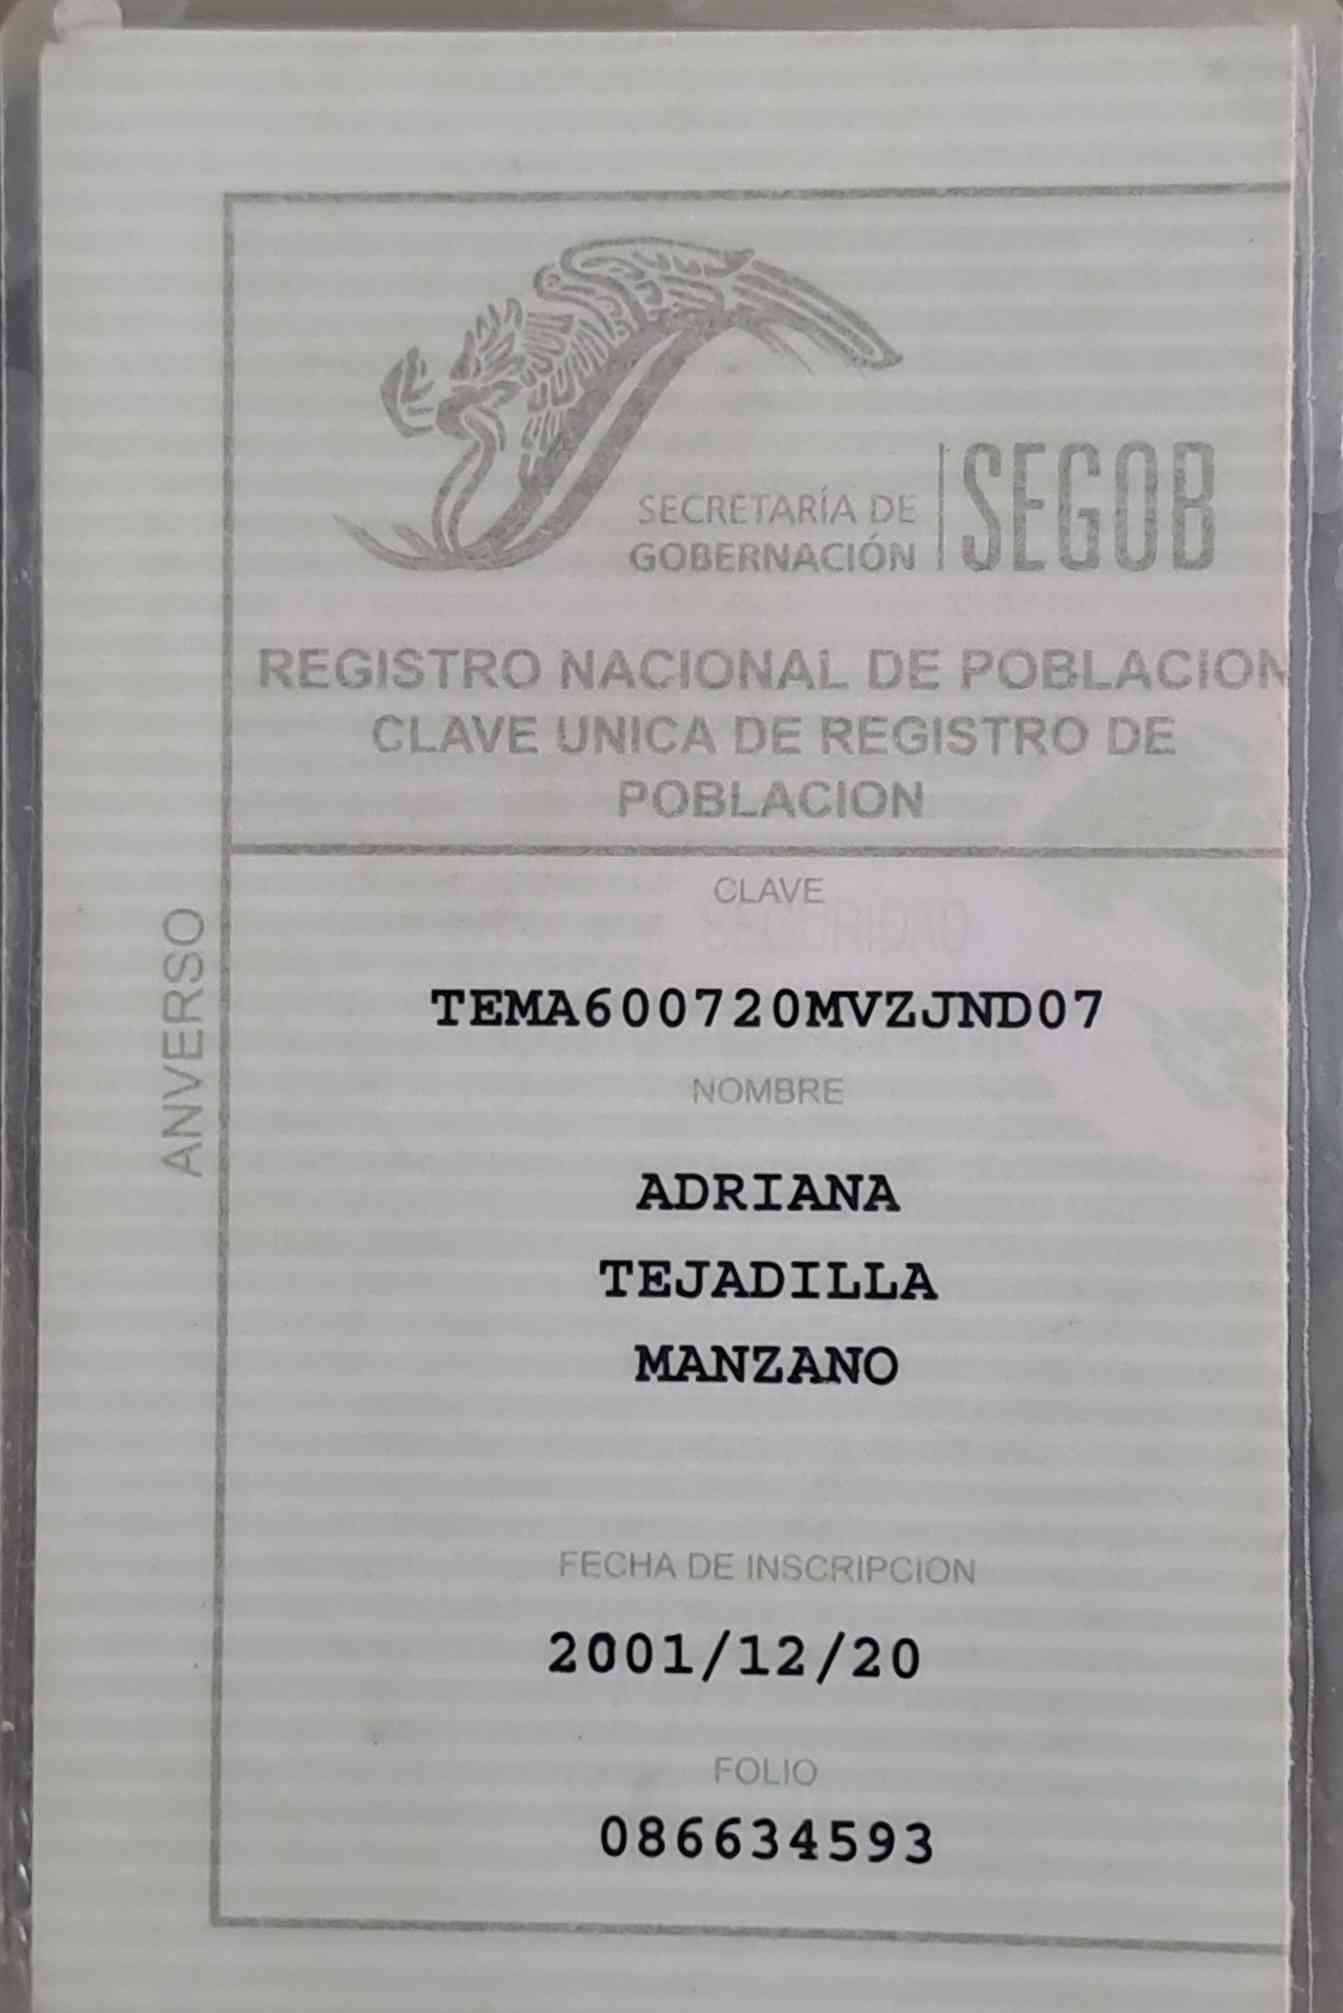 SECRETARÍA DE
GOBERNACIÓN
SEGOB
REGISTRO NACIONAL DE POBLACION
CLAVE UNICA DE REGISTRO DE
POBLACION
ANVERSO
CLAVE
TEMA600720MVZJND07
NOMBRE
ADRIANA
TEJADILLA
MANZANO
FECHA DE INSCRIPCION
2001/12/20
FOLIO
086634593